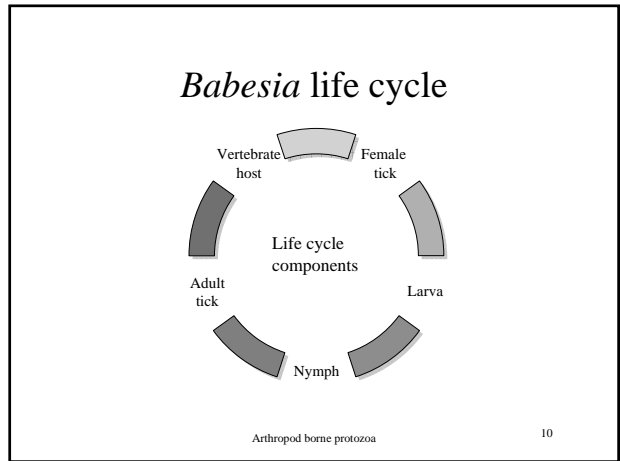 Babesia life cycle
Vertebrate
host
Female
tick
Life cycle
components
Adult
tick
Larva
Nymph
Arthropod borne protozoa
10